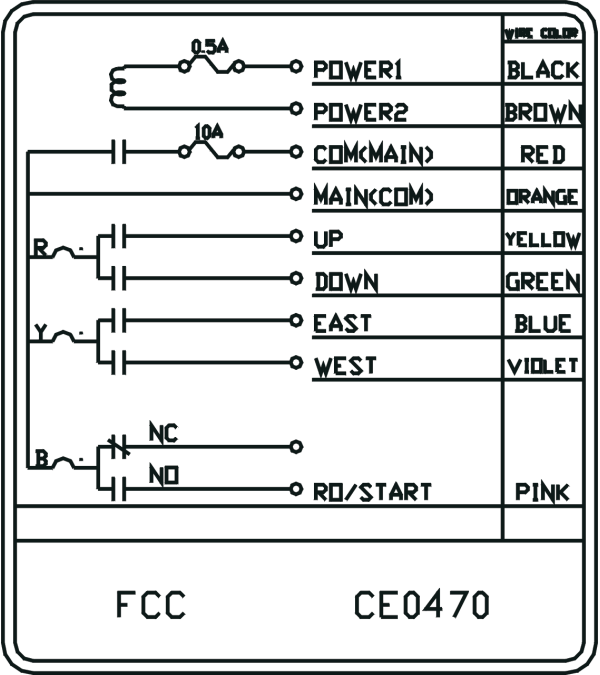 WIRE COLOR
0.5A
POWER1 BLACK
POWER2 BROWN
10A
COM(MAIN) RED
MAIN(COM) ORANGE
R UP YELLOW
DOWN GREEN
Y EAST BLUE
WEST VIOLET
NC
B
NO
RO/START PINK
FCC CE0470